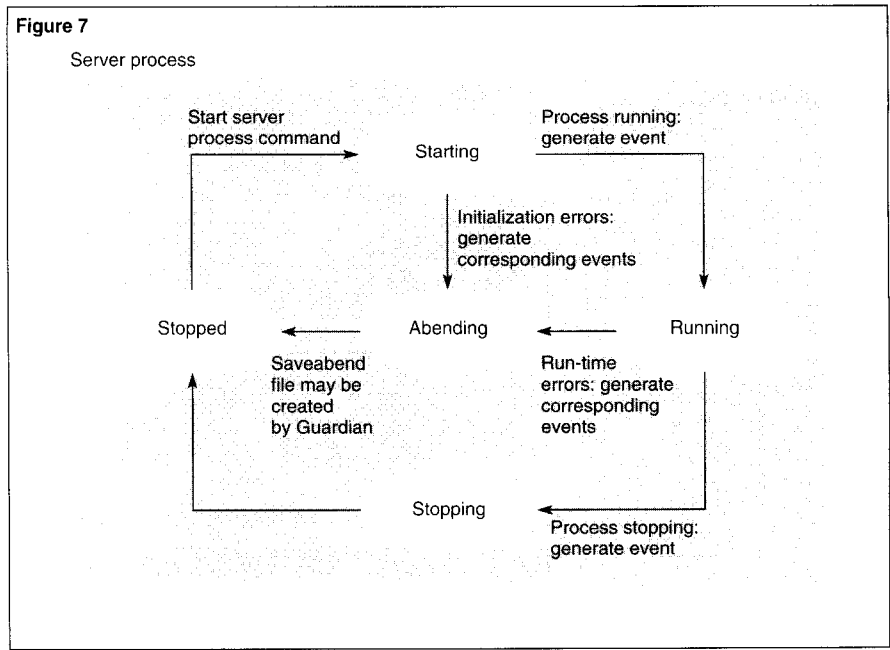 Figure 7
Server process
Start server
process command
Starting
Process running:
generate event
Initialization errors:
generate
corresponding events
Stopped
Abending
Running
Saveabend
file may be
created
by Guardian
Run-time
errors: generate
corresponding
events
Stopping
Process stopping:
generate event